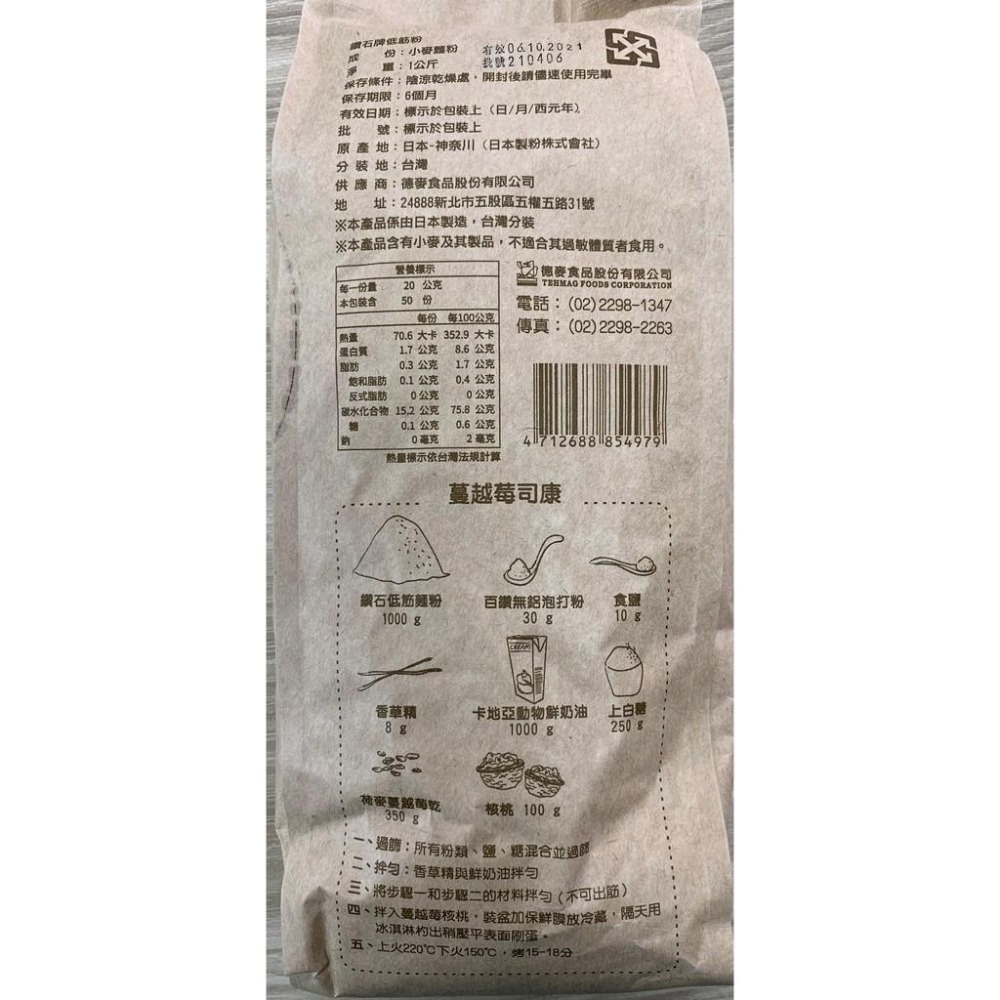 鑽石牌低筋粉
成 份：小麥麵粉
有效06.10.2021
淨 重：1公斤
批號210406
保存條件：陰涼乾燥處，開封後請儘速使用完畢
保存期限：6個月
有效日期：標示於包裝上（日/月/西元年）
批 號：標示於包裝上
原產地：日本-神奈川（日本製粉株式會社）
分裝地：台灣
供應商：德麥食品股份有限公司
地 址：24888新北市五股區五權五路31號
※本產品係由日本製造，台灣分裝
※本產品含有小麥及其製品，不適合其過敏體質者食用。
營養標示
每一份量 20 公克
本包裝含 50 份
每份 每100公克
熱量 70.6 大卡 352.9 大卡
蛋白質 1.7 公克 8.6 公克
脂肪 0.3 公克 1.7 公克
飽和脂肪 0.1 公克 0.4 公克
反式脂肪 0 公克 0 公克
碳水化合物 15.2 公克 75.8 公克
糖 0.1 公克 0.6 公克
鈉 0 毫克 2 毫克
熱量標示依台灣法規計算
德麥食品股份有限公司
TEHMAG FOODS CORPORATION
電話：(02)2298-1347
傳真：(02)2298-2263
4 712688 854979
蔓越莓司康
鑽石低筋麵粉 百鑽無鋁泡打粉 食鹽
1000 g 30 g 10 g
CREAM
香草精 卡地亞動物鮮奶油 上白糖
8 g 1000 g 250 g
柿麥蔓越莓乾 核桃 100 g
350 g
一、過篩：所有粉類、鹽、糖混合並過篩
二、拌勻：香草精與鮮奶油拌勻
三、將步驟一和步驟二的材料拌勻（不可出筋）
四、拌入蔓越莓核桃，裝盆加保鮮膜放冷藏，隔天用
冰淇淋杓出稍壓平表面刷蛋。
五、上火220℃下火150℃，烤15-18分